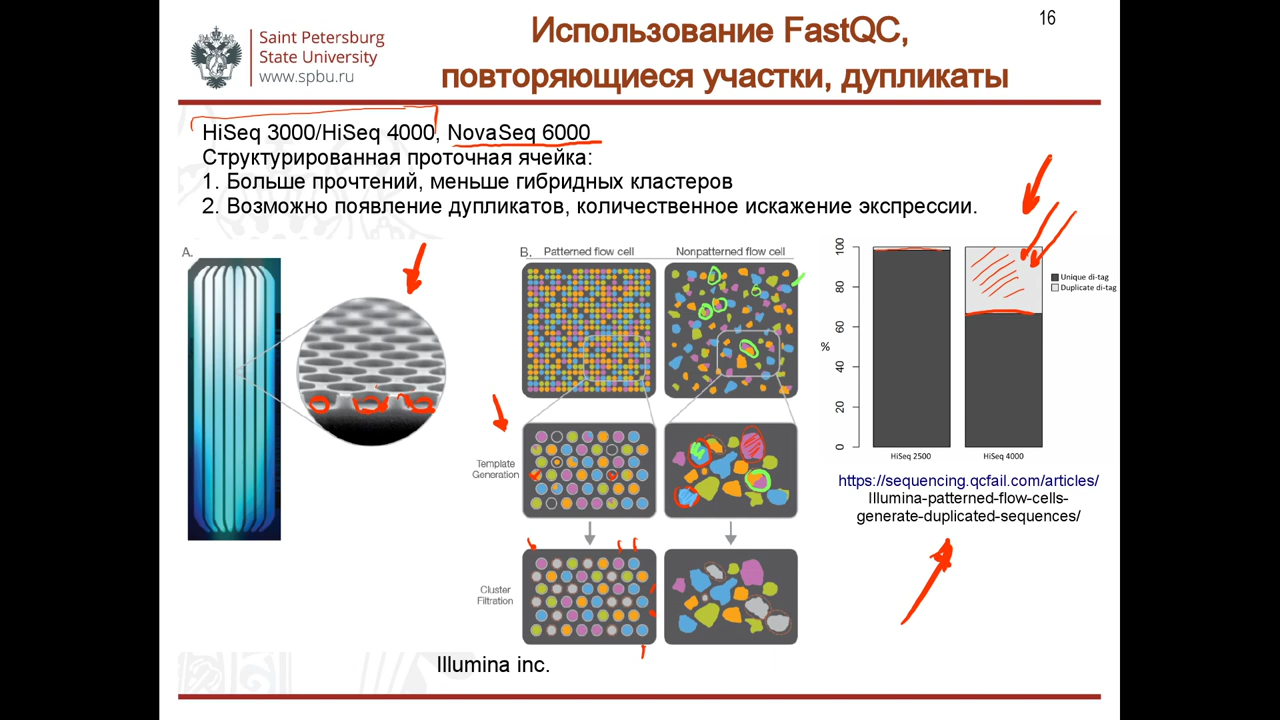 16
Saint Petersburg
State University
www.spbu.ru
Использование FastQC,
повторяющиеся участки, дупликаты
HiSeq 3000/HiSeq 4000, NovaSeq 6000
Структурированная проточная ячейка:
1. Больше прочтений, меньше гибридных кластеров
2. Возможно появление дупликатов, количественное искажение экспрессии.
A.
B.
Patterned flow cell
Nonpatterned flow cell
Template
Generation
Cluster
Filtration
Illumina inc.
%
100
80
60
40
20
0
HiSeq 2500
HiSeq 4000
Unique di-tag
Duplicate di-tag
https://sequencing.qcfail.com/articles/
Illumina-patterned-flow-cells-
generate-duplicated-sequences/